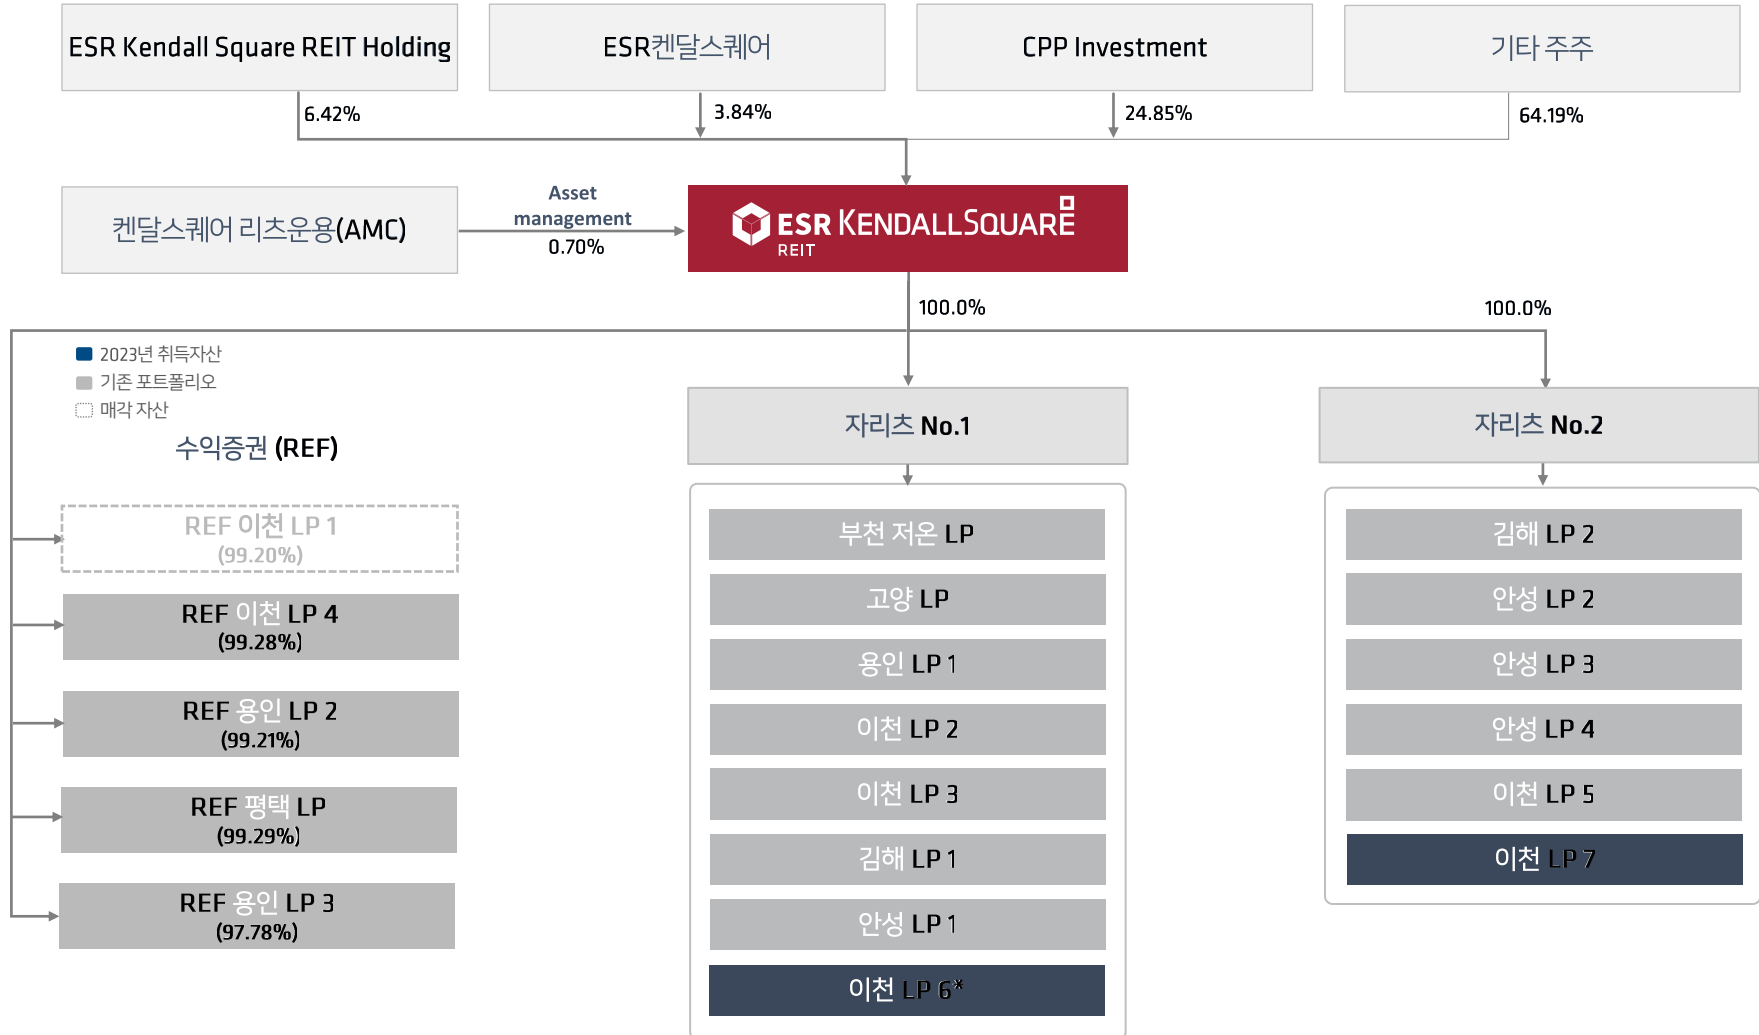 ESR Kendall Square REIT Holding
ESR켄달스퀘어
CPP Investment
기타 주주
6.42%
3.84%
24.85%
64.19%
켄달스퀘어 리츠운용(AMC)
Asset
management
0.70%
ESR KENDALLSQUARE
REIT
100.0%
100.0%
2023년 취득자산
기존 포트폴리오
매각 자산
수익증권 (REF)
REF 이천 LP 1
(99.20%)
REF 이천 LP 4
(99.28%)
REF 용인 LP 2
(99.21%)
REF 평택 LP
(99.29%)
REF 용인 LP 3
(97.78%)
자리츠 No.1
부천 저온 LP
고양 LP
용인 LP 1
이천 LP 2
이천 LP 3
김해 LP 1
안성 LP 1
이천 LP 6*
자리츠 No.2
김해 LP 2
안성 LP 2
안성 LP 3
안성 LP 4
이천 LP 5
이천 LP 7